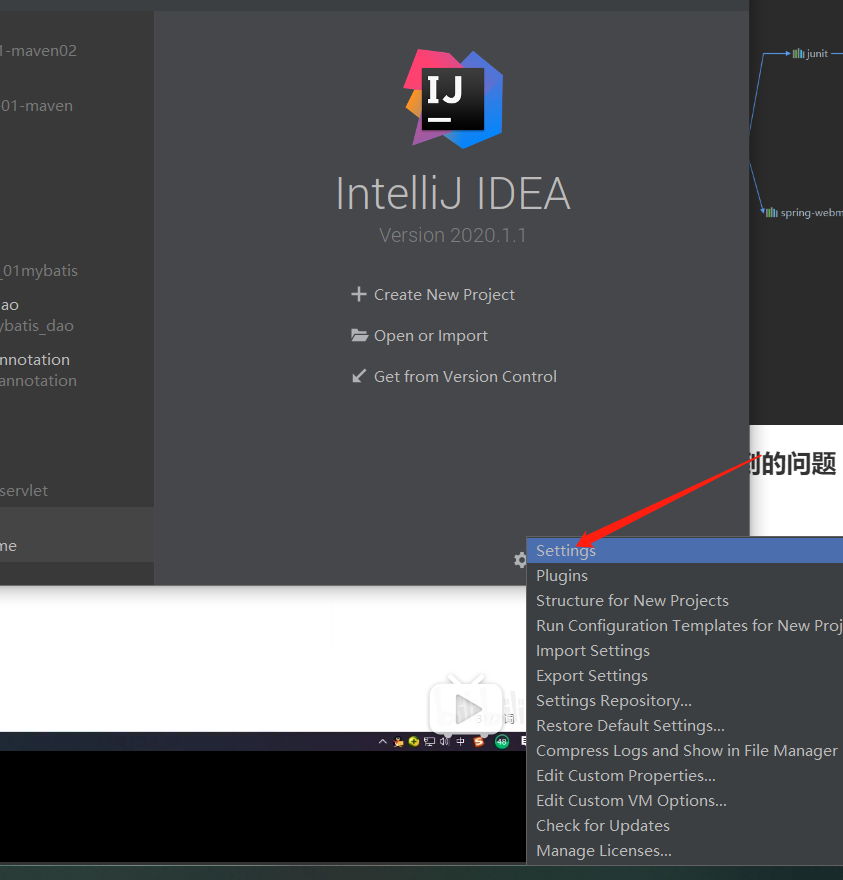 1-maven02
-01-maven
_01mybatis
ao
ybatis_dao
nnotation
annotation
servlet
me
IJ
IntelliJ IDEA
Version 2020.1.1
Create New Project
Open or Import
Get from Version Control
junit
spring-webm
到的问题
Settings
Plugins
Structure for New Projects
Run Configuration Templates for New Proj
Import Settings
Export Settings
Settings Repository...
Restore Default Settings...
Compress Logs and Show in File Manager
Edit Custom Properties...
Edit Custom VM Options...
Check for Updates
Manage Licenses...
中
48